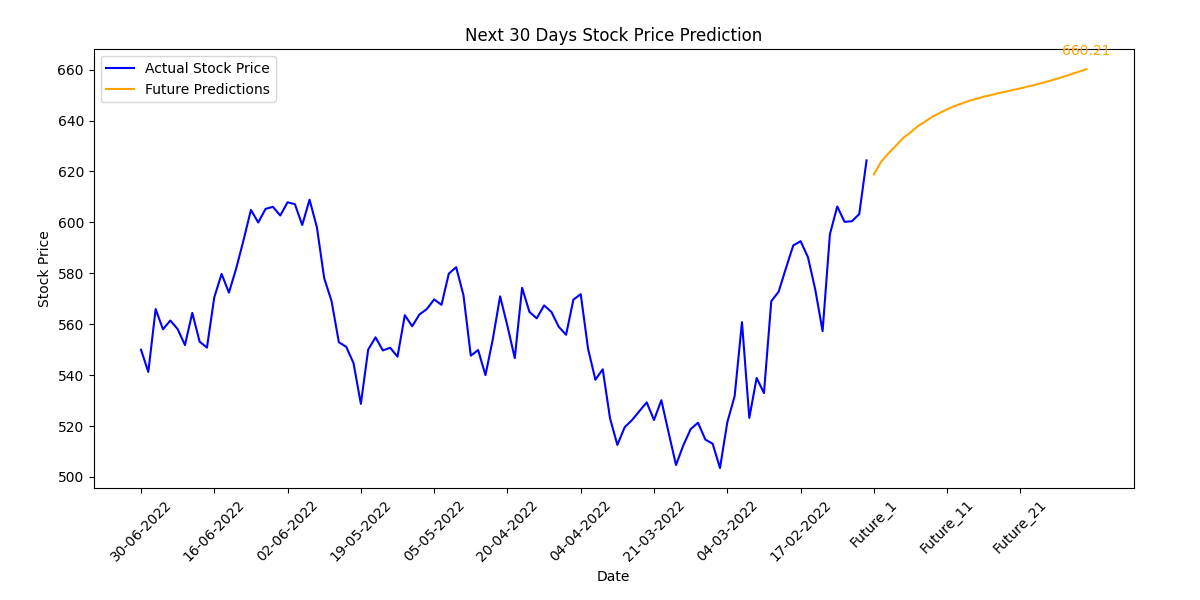 Next 30 Days Stock Price Prediction
660.21
Actual Stock Price
Future Predictions
Stock Price
660
640
620
600
580
560
540
520
500
30-06-2022
16-06-2022
02-06-2022
19-05-2022
05-05-2022
20-04-2022
04-04-2022
21-03-2022
04-03-2022
17-02-2022
Future_1
Future_11
Future_21
Date